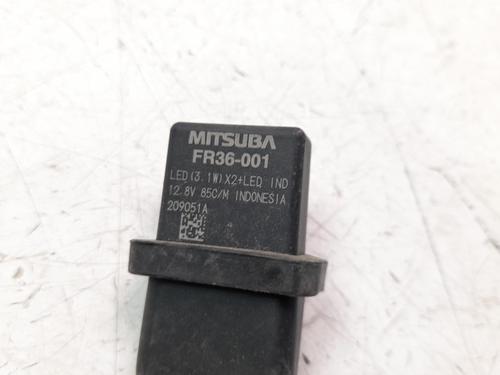 MITSUBA
FR36-001
LED(3.1W)X2+LED IND
12.8V 85C/M INDONESIA
209051A